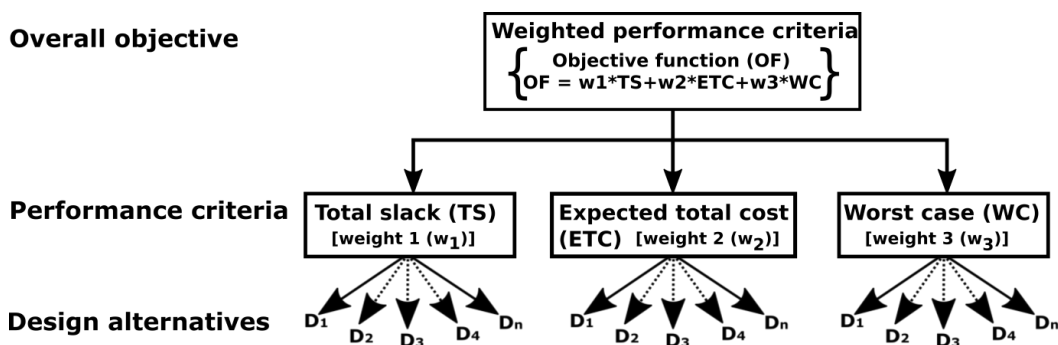 Overall objective
Weighted performance criteria
Objective function (OF)
OF = w1*TS+w2*ETC+w3*WC
Performance criteria
Total slack (TS)
[weight 1 (w1)]
Expected total cost
(ETC) [weight 2 (w2)]
Worst case (WC)
[weight 3 (w3)]
Design alternatives
D1 D2 D3 D4 Dn
D1 D2 D3 D4 Dn
D1 D2 D3 D4 Dn